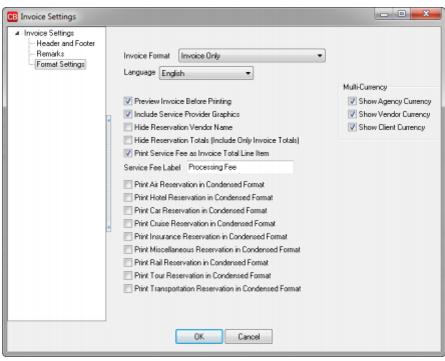 CB Invoice Settings
Invoice Settings
Header and Footer
Remarks
Format Settings
Invoice Format Invoice Only
Language English
Multi-Currency
Preview Invoice Before Printing
Show Agency Currency
Include Service Provider Graphics
Show Vendor Currency
Hide Reservation Vendor Name
Show Client Currency
Hide Reservation Totals (Include Only Invoice Totals)
Print Service Fee as Invoice Total Line Item
Service Fee Label Processing Fee
Print Air Reservation in Condensed Format
Print Hotel Reservation in Condensed Format
Print Car Reservation in Condensed Format
Print Cruise Reservation in Condensed Format
Print Insurance Reservation in Condensed Format
Print Miscellaneous Reservation in Condensed Format
Print Rail Reservation in Condensed Format
Print Tour Reservation in Condensed Format
Print Transportation Reservation in Condensed Format
OK Cancel